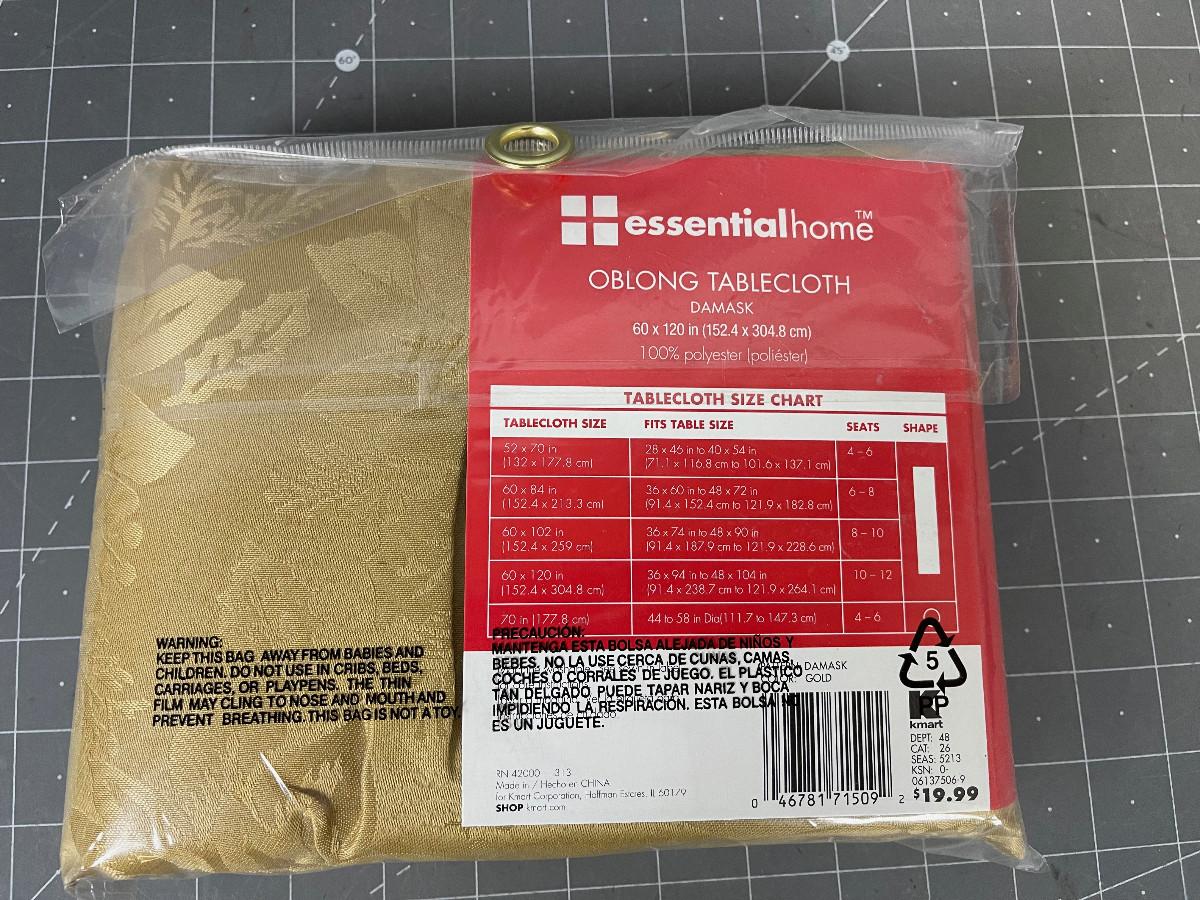 60°
45°
essentialhome™
OBLONG TABLECLOTH
DAMASK
60 x 120 in (152.4 x 304.8 cm)
100% polyester (poliéster)
TABLECLOTH SIZE CHART
TABLECLOTH SIZE FITS TABLE SIZE SEATS SHAPE
52 x 70 in 28 x 46 in to 40 x 54 in 4 – 6
(132 x 177.8 cm) (71.1 x 116.8 cm to 101.6 x 137.1 cm)
60 x 84 in 36 x 60 in to 48 x 72 in 6 – 8
(152.4 x 213.3 cm) (91.4 x 152.4 cm to 121.9 x 182.8 cm)
60 x 102 in 36 x 74 in to 48 x 90 in 8 – 10
(152.4 x 259 cm) (91.4 x 187.9 cm to 121.9 x 228.6 cm)
60 x 120 in 36 x 94 in to 48 x 104 in 10 – 12
(152.4 x 304.8 cm) (91.4 x 238.7 cm to 121.9 x 264.1 cm)
70 in (177.8 cm) 44 to 58 in Dia(111.7 to 147.3 cm) 4 – 6
WARNING:
KEEP THIS BAG AWAY FROM BABIES AND
CHILDREN. DO NOT USE IN CRIBS, BEDS,
CARRIAGES, OR PLAYPENS. THE THIN
FILM MAY CLING TO NOSE AND MOUTH AND
PREVENT BREATHING. THIS BAG IS NOT A TOY.
PRECAUCIÓN:
MANTENGA ESTA BOLSA ALEJADA DE NIÑOS Y
BEBES. NO LA USE CERCA DE CUNAS, CAMAS,
COCHES O CORRALES DE JUEGO. EL PLÁSTICO
TAN DELGADO PUEDE TAPAR NARIZ Y BOCA
IMPIDIENDO LA RESPIRACIÓN. ESTA BOLSA NO
ES UN JUGUETE.
DAMASK
GOLD
5
PP
kmart
DEPT: 48
CAT: 26
SEAS: 5213
KSN: 0-
06137506-9
$19.99
RN 42000 313
Made in / Hecho en CHINA
for Kmart Corporation, Hoffman Estates, IL 60179
SHOP kmart.com
0 46781 71509 2